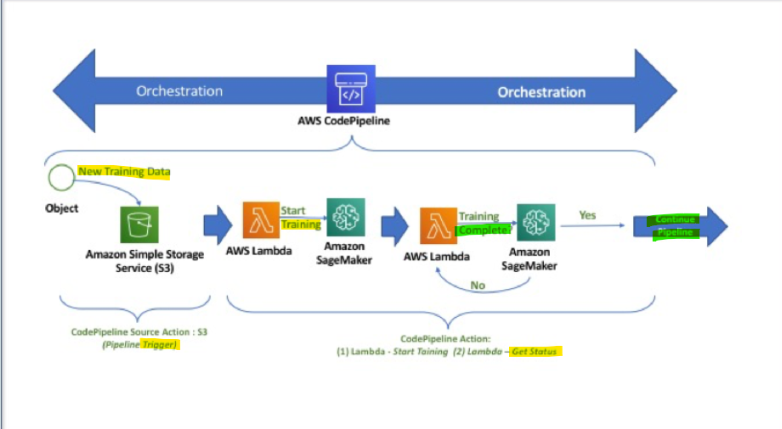 Orchestration
Orchestration
</>
AWS CodePipeline
New Training Data
Object
Amazon Simple Storage
Service (S3)
AWS Lambda
Start
Training
Amazon
SageMaker
AWS Lambda
Training
Complete?
Amazon
SageMaker
Yes
No
Continue
Pipeline
CodePipeline Source Action : S3
(Pipeline Trigger)
CodePipeline Action:
(1) Lambda - Start Taining (2) Lambda – Get Status